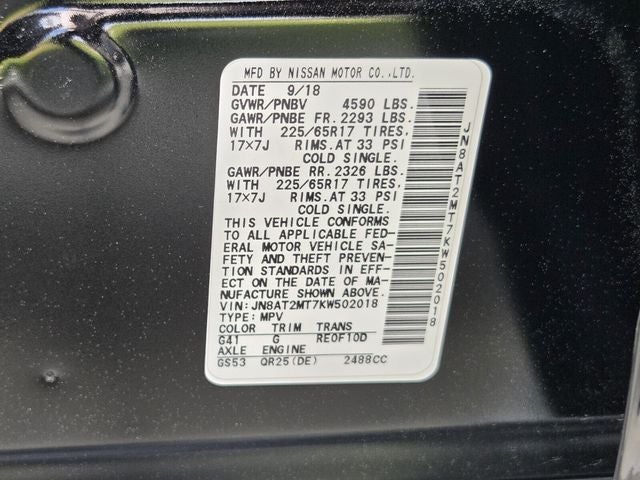 MFD BY NISSAN MOTOR CO.,LTD.
DATE 9/18
GVWR/PNBV 4590 LBS.
GAWR/PNBE FR. 2293 LBS.
WITH 225/65R17 TIRES,
17×7J RIMS.AT 33 PSI
COLD SINGLE.
GAWR/PNBE RR. 2326 LBS.
WITH 225/65R17 TIRES,
17×7J RIMS.AT 33 PSI
COLD SINGLE.
THIS VEHICLE CONFORMS
TO ALL APPLICABLE FED-
ERAL MOTOR VEHICLE SA-
FETY AND THEFT PREVEN-
TION STANDARDS IN EFF-
ECT ON THE DATE OF MA-
NUFACTURE SHOWN ABOVE.
VIN: JN8AT2MT7KW502018
TYPE: MPV
COLOR TRIM TRANS
G41 G RE0F10D
AXLE ENGINE
GS53 QR25(DE) 2488CC
JN8AT2MT7KW502018